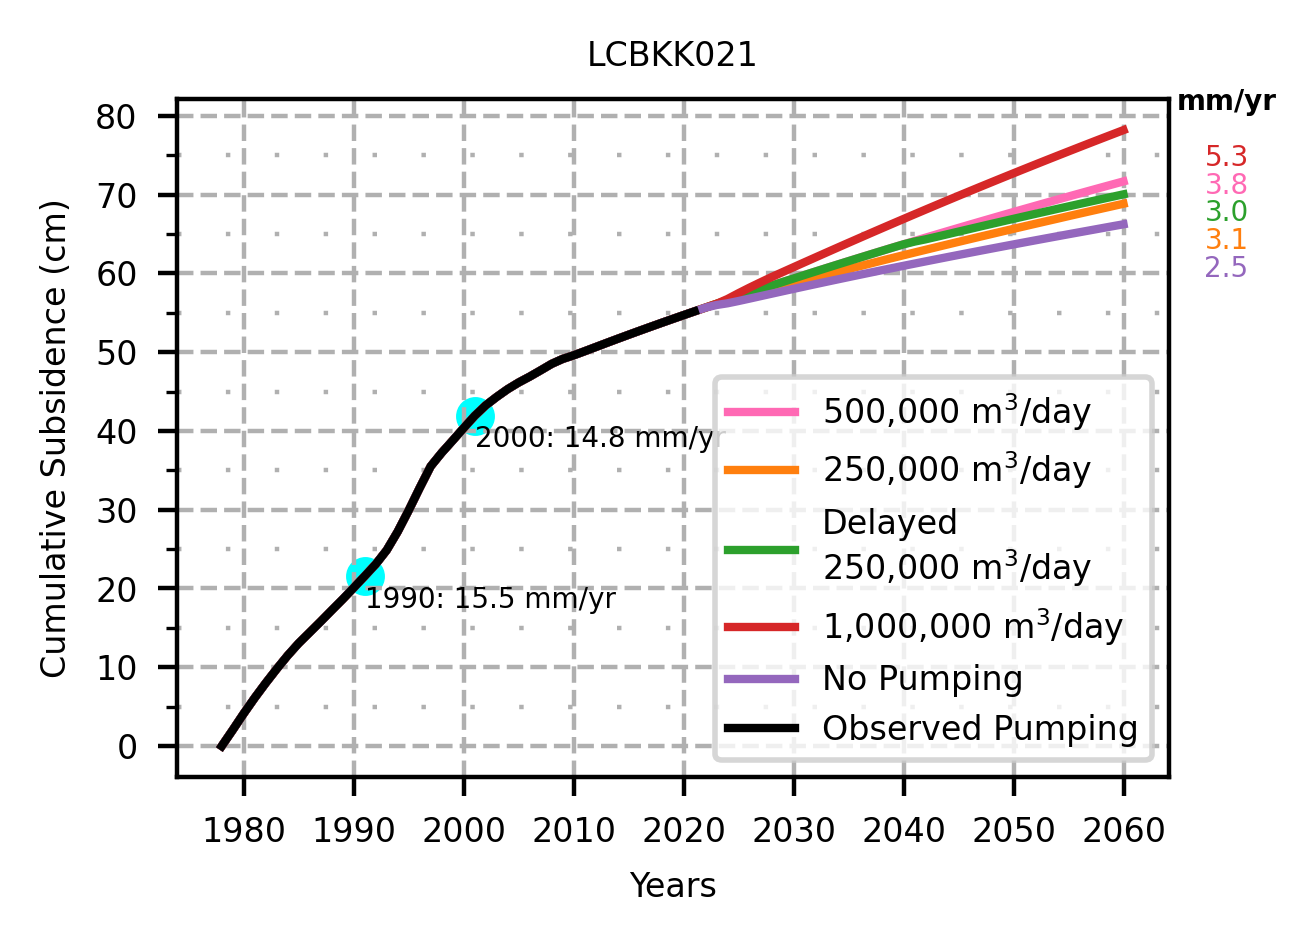 LCBKK021
mm/yr
80
70
60
50
40
30
20
10
0
Cumulative Subsidence (cm)
5.3
3.8
3.0
3.1
2.5
2000: 14.8 mm/yr
1990: 15.5 mm/yr
500,000 m³/day
250,000 m³/day
Delayed
250,000 m³/day
1,000,000 m³/day
No Pumping
Observed Pumping
1980 1990 2000 2010 2020 2030 2040 2050 2060
Years